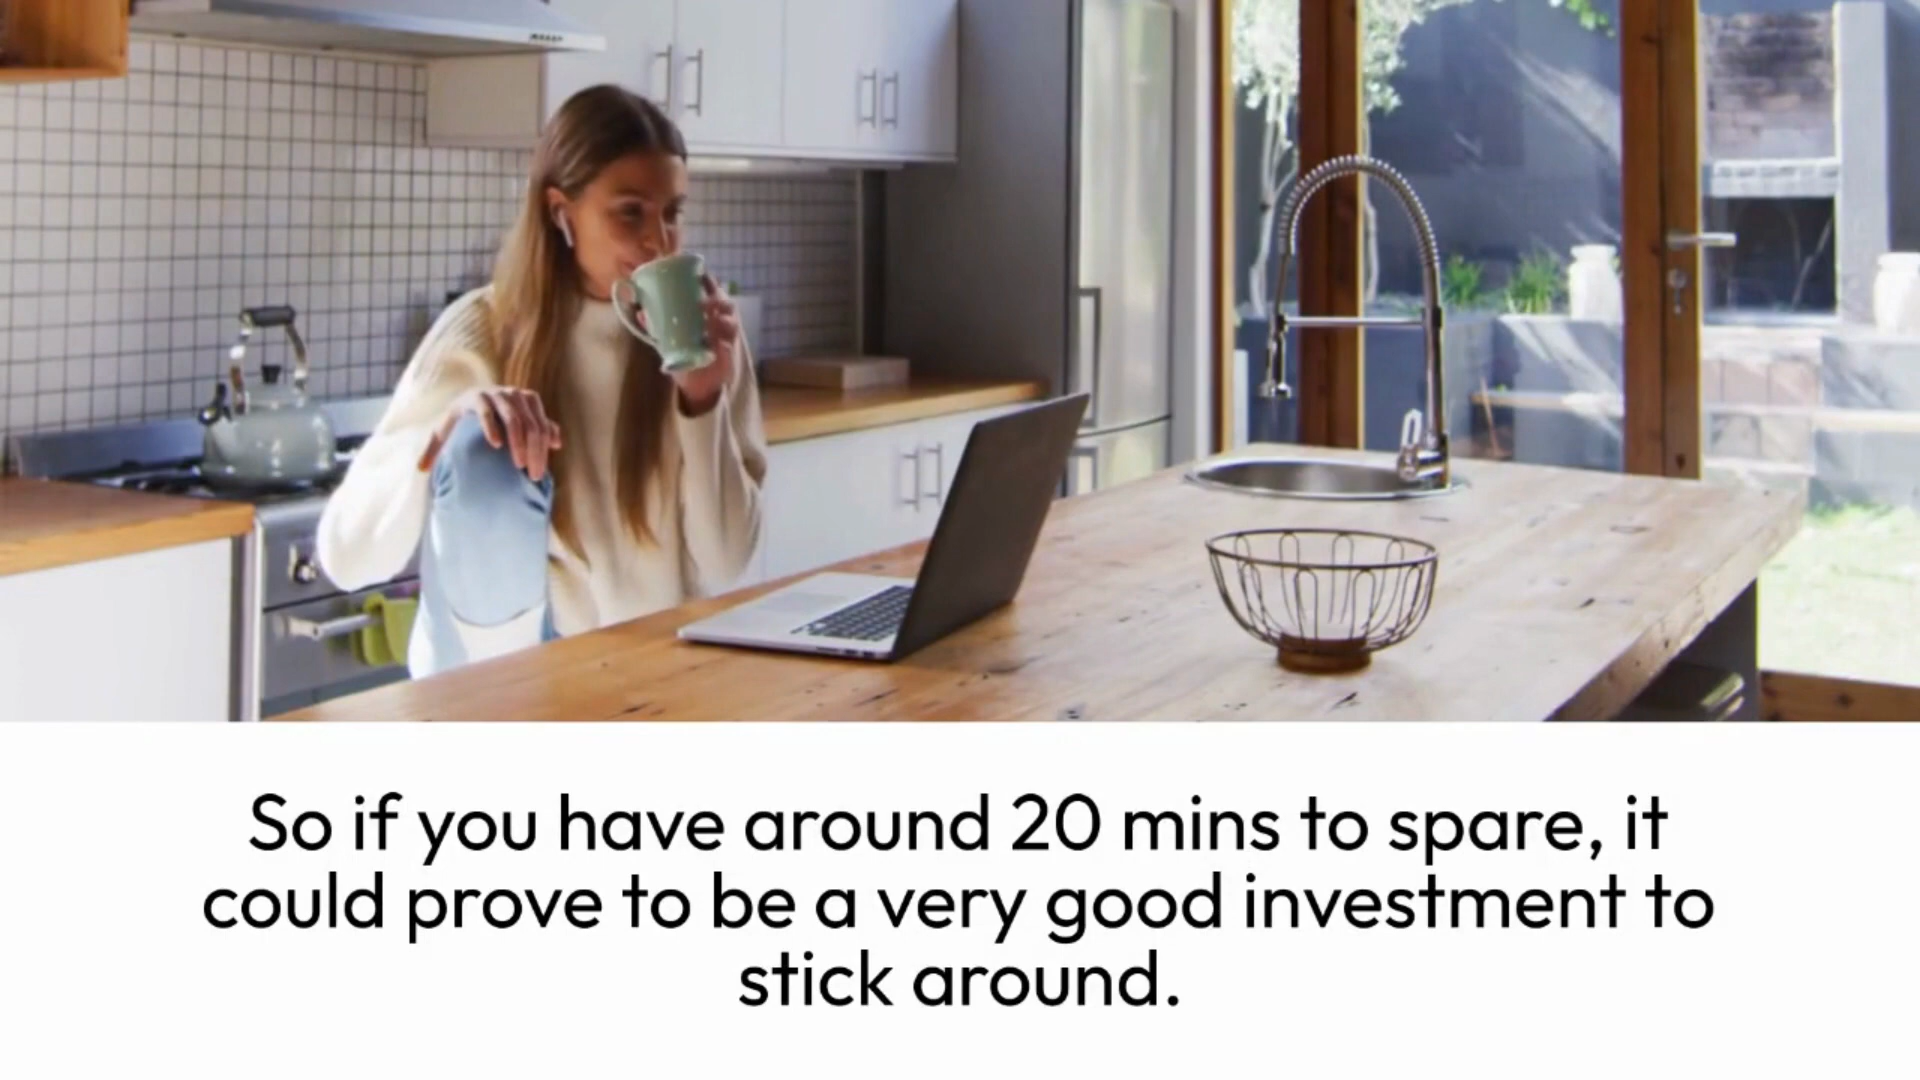 So if you have around 20 mins to spare, it
could prove to be a very good investment to
stick around.